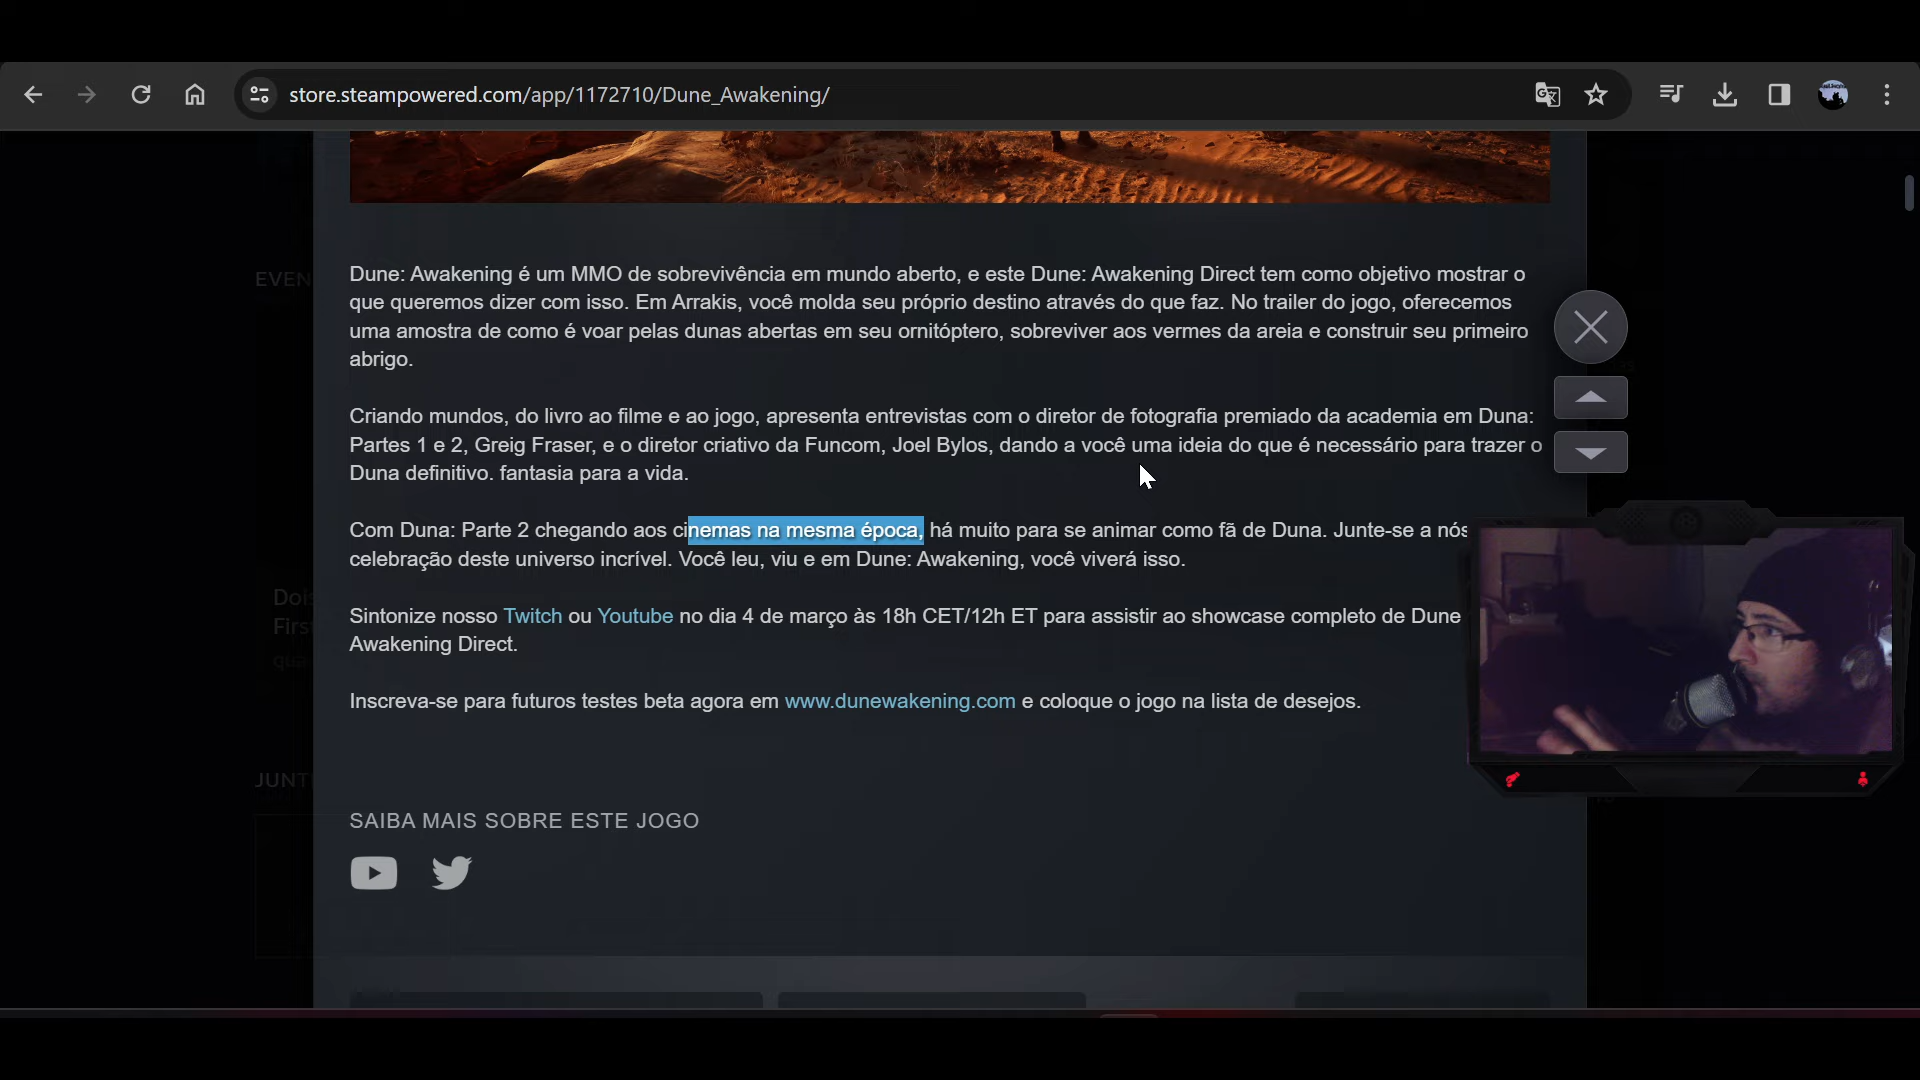 store.steampowered.com/app/1172710/Dune_Awakening/
EVEN
Dune: Awakening é um MMO de sobrevivência em mundo aberto, e este Dune: Awakening Direct tem como objetivo mostrar o
que queremos dizer com isso. Em Arrakis, você molda seu próprio destino através do que faz. No trailer do jogo, oferecemos
uma amostra de como é voar pelas dunas abertas em seu ornitóptero, sobreviver aos vermes da areia e construir seu primeiro
abrigo.
Criando mundos, do livro ao filme e ao jogo, apresenta entrevistas com o diretor de fotografia premiado da academia em Duna:
Partes 1 e 2, Greig Fraser, e o diretor criativo da Funcom, Joel Bylos, dando a você uma ideia do que é necessário para trazer o
Duna definitivo. fantasia para a vida.
Com Duna: Parte 2 chegando aos cinemas na mesma época, há muito para se animar como fã de Duna. Junte-se a nós
celebração deste universo incrível. Você leu, viu e em Dune: Awakening, você viverá isso.
Dois
First
qua
Sintonize nosso Twitch ou Youtube no dia 4 de março às 18h CET/12h ET para assistir ao showcase completo de Dune
Awakening Direct.
Inscreva-se para futuros testes beta agora em www.dunewakening.com e coloque o jogo na lista de desejos.
JUNT
SAIBA MAIS SOBRE ESTE JOGO